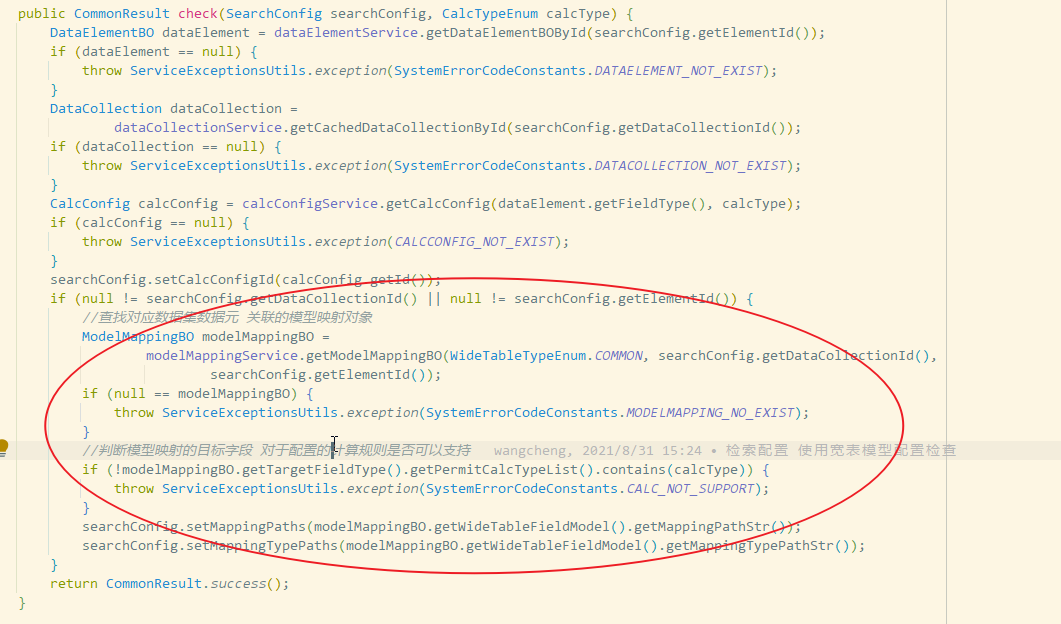 public CommonResult check(SearchConfig searchConfig, CalcTypeEnum calcType) {
DataElementBO dataElement = dataElementService.getDataElementBOById(searchConfig.getElementId());
if (dataElement == null) {
throw ServiceExceptionsUtils.exception(SystemErrorCodeConstants.DATAELEMENT_NOT_EXIST);
}
DataCollection dataCollection =
dataCollectionService.getCachedDataCollectionById(searchConfig.getDataCollectionId());
if (dataCollection == null) {
throw ServiceExceptionsUtils.exception(SystemErrorCodeConstants.DATACOLLECTION_NOT_EXIST);
}
CalcConfig calcConfig = calcConfigService.getCalcConfig(dataElement.getFieldType(), calcType);
if (calcConfig == null) {
throw ServiceExceptionsUtils.exception(CALCCONFIG_NOT_EXIST);
}
searchConfig.setCalcConfigId(calcConfig.getId());
if (null != searchConfig.getDataCollectionId() || null != searchConfig.getElementId()) {
//查找对应数据集数据元 关联的模型映射对象
ModelMappingBO modelMappingBO =
modelMappingService.getModelMappingBO(WideTableTypeEnum.COMMON, searchConfig.getDataCollectionId(),
searchConfig.getElementId());
if (null == modelMappingBO) {
throw ServiceExceptionsUtils.exception(SystemErrorCodeConstants.MODELMAPPING_NO_EXIST);
}
//判断模型映射的目标字段 对于配置的计算规则是否可以支持 wangcheng, 2021/8/31 15:24 • 检索配置 使用宽表模型配置检查
if (!modelMappingBO.getTargetFieldType().getPermitCalcTypeList().contains(calcType)) {
throw ServiceExceptionsUtils.exception(SystemErrorCodeConstants.CALC_NOT_SUPPORT);
}
searchConfig.setMappingPaths(modelMappingBO.getWideTableFieldModel().getMappingPathStr());
searchConfig.setMappingTypePaths(modelMappingBO.getWideTableFieldModel().getMappingTypePathStr());
}
return CommonResult.success();
}